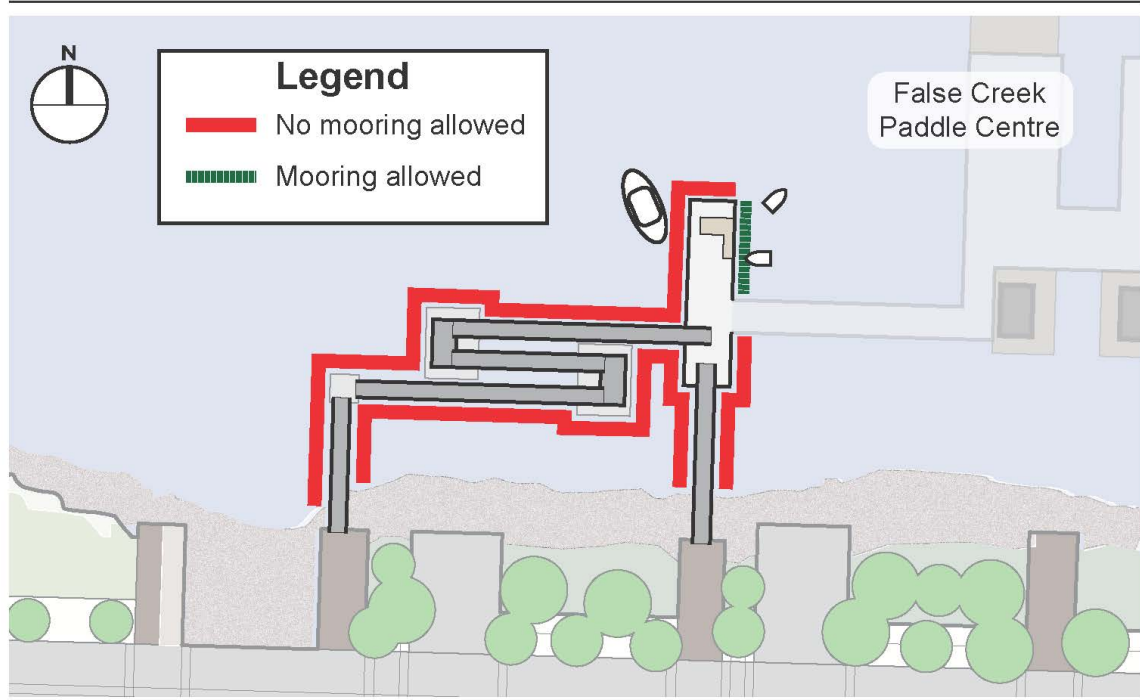 N
Legend
No mooring allowed
Mooring allowed
False Creek
Paddle Centre